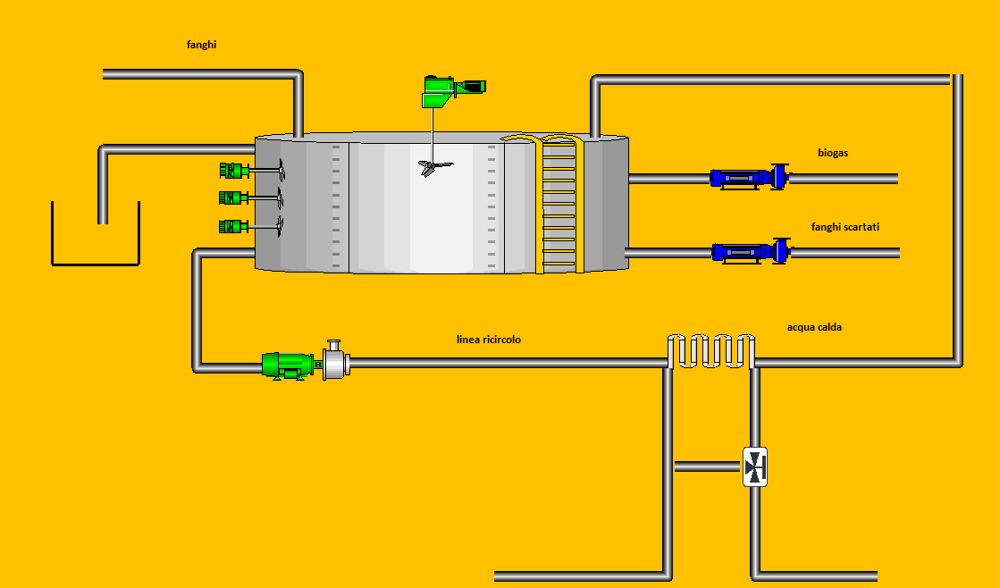 fanghi
biogas
fanghi scartati
acqua calda
linea ricircolo